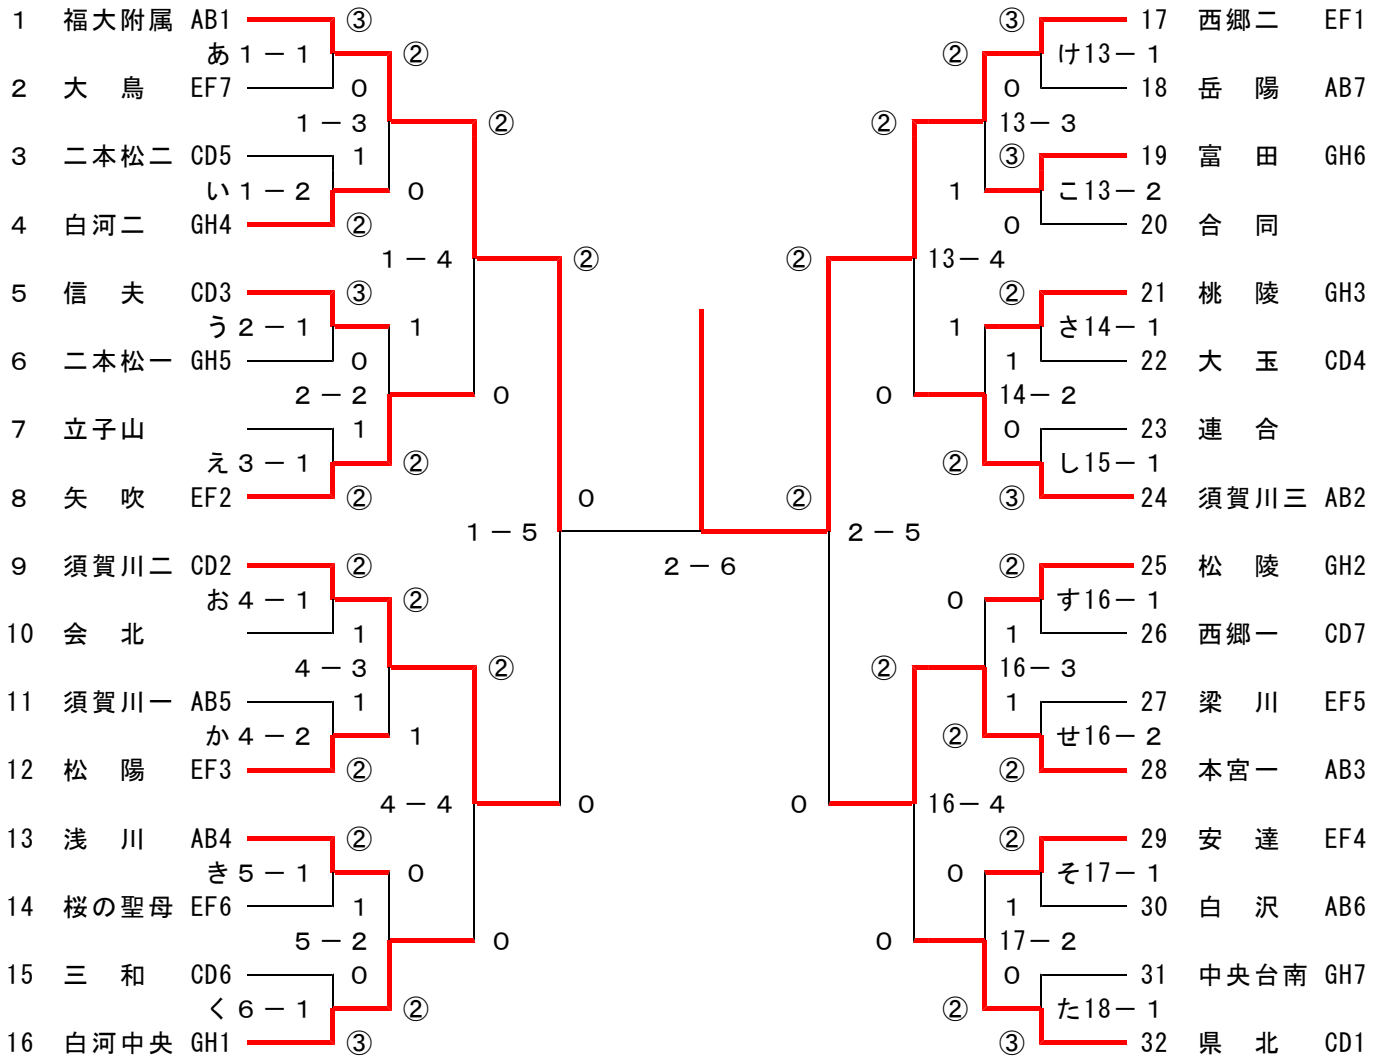 1 福大附属 AB1 ③ ③ 17 西郷二 EF1
あ1－1 ② ② け13－1
2 大　鳥 EF7 0 0 18 岳　陽 AB7
1－3 ② ② 13－3
3 二本松二 CD5 1 ③ 19 富　田 GH6
い1－2 0 1 こ13－2
4 白河二 GH4 ② 0 20 合　同
1－4 ② ② 13－4
5 信　夫 CD3 ③ ② 21 桃　陵 GH3
う2－1 1 1 さ14－1
6 二本松一 GH5 0 1 22 大　玉 CD4
2－2 0 0 14－2
7 立子山 1 0 23 連　合
え3－1 ② ② し15－1
8 矢　吹 EF2 ② 0 ② ③ 24 須賀川三 AB2
1－5 2－5
2－6
9 須賀川二 CD2 ② ② 25 松　陵 GH2
お4－1 ② 0 す16－1
10 会　北 1 1 26 西郷一 CD7
4－3 ② ② 16－3
11 須賀川一 AB5 1 1 27 梁　川 EF5
か4－2 1 ② せ16－2
12 松　陽 EF3 ② ② 28 本宮一 AB3
4－4 0 0 16－4
13 浅　川 AB4 ② ② 29 安　達 EF4
き5－1 0 0 そ17－1
14 桜の聖母 EF6 1 1 30 白　沢 AB6
5－2 0 0 17－2
15 三　和 CD6 0 0 31 中央台南 GH7
く6－1 ② ② た18－1
16 白河中央 GH1 ③ ③ 32 県　北 CD1